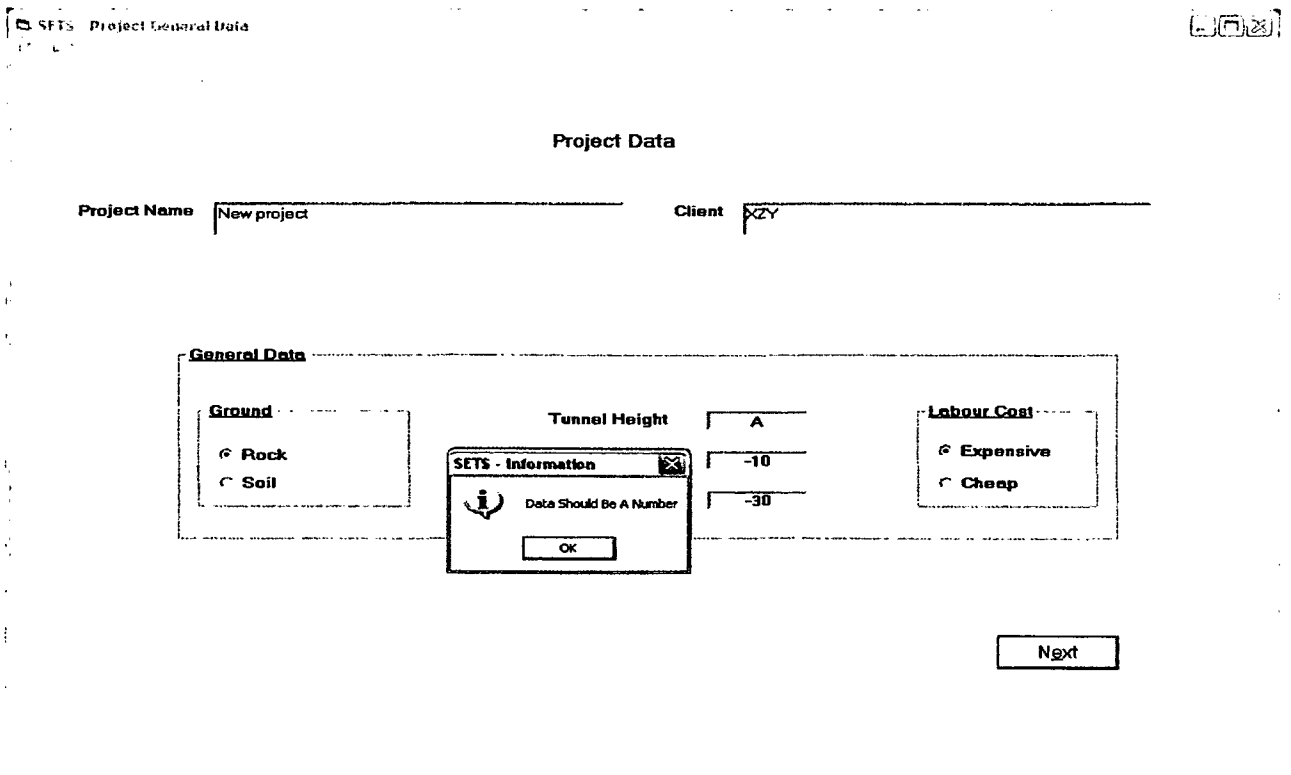 SETS - Project General Data
Project Data
Project Name New project Client XZY
General Data
Ground
Rock
Soil
Tunnel Height A
-10
-30
Labour Cost
Expensive
Cheap
SETS - Information
Data Should Be A Number
OK
Next